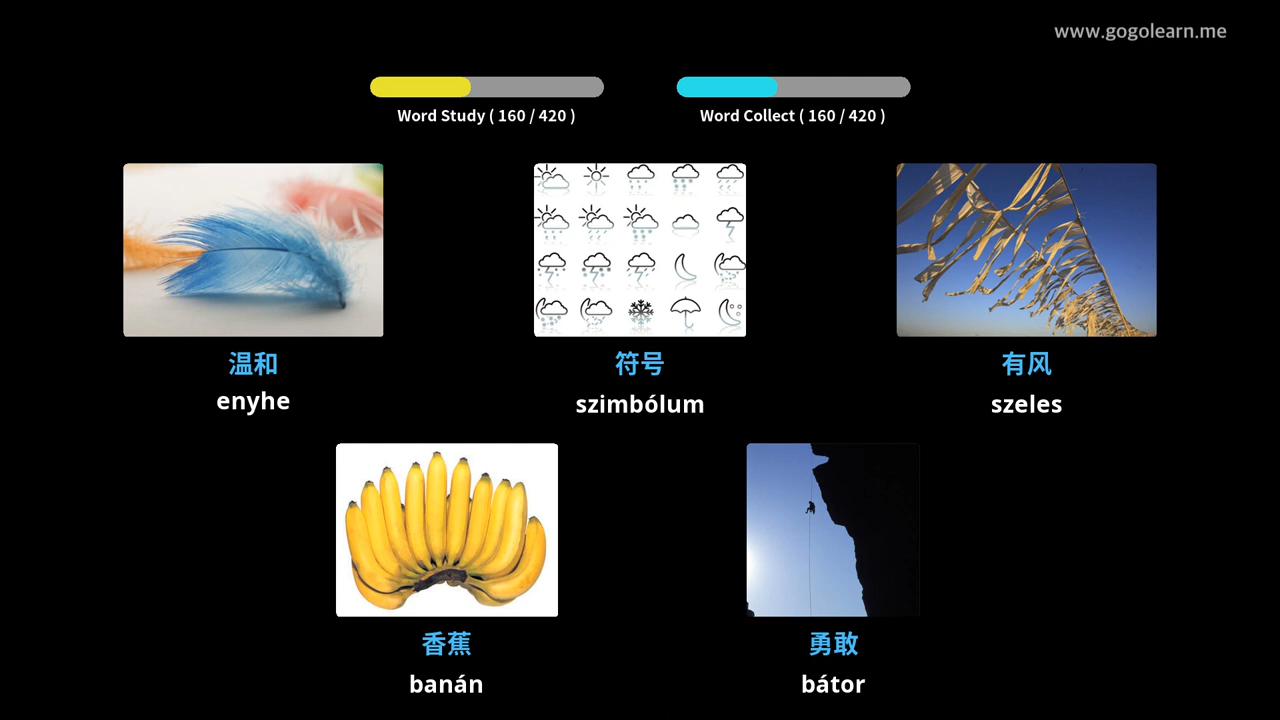 www.gogolearn.me
Word Study ( 160 / 420 )
Word Collect ( 160 / 420 )
温和
enyhe
符号
szimbólum
有风
szeles
香蕉
banán
勇敢
bátor